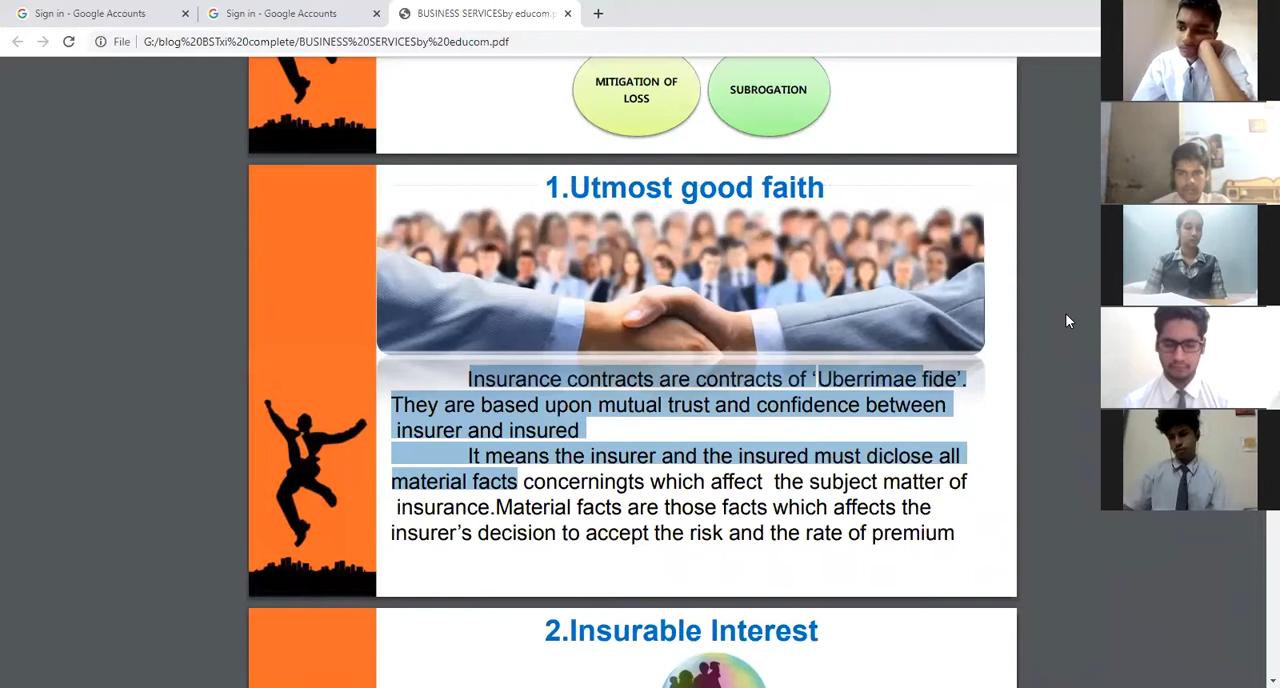 Sign in - Google Accounts
Sign in - Google Accounts
BUSINESS SERVICESby educom.p
File
G:/blog%20BSTxi%20complete/BUSINESS%20SERVICESby%20educom.pdf
MITIGATION OF
LOSS
SUBROGATION
1.Utmost good faith
Insurance contracts are contracts of ‘Uberrimae fide’.
They are based upon mutual trust and confidence between
insurer and insured
It means the insurer and the insured must diclose all
material facts concerningts which affect the subject matter of
insurance.Material facts are those facts which affects the
insurer’s decision to accept the risk and the rate of premium
2.Insurable Interest